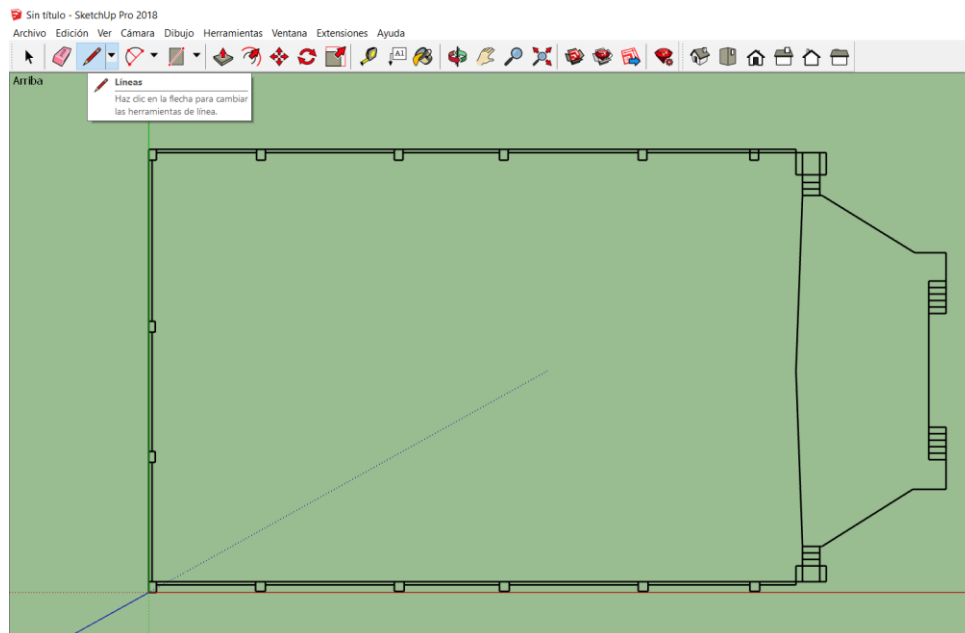 Sin título - SketchUp Pro 2018
Archivo Edición Ver Cámara Dibujo Herramientas Ventana Extensiones Ayuda
A1
Arriba
Líneas
Haz clic en la flecha para cambiar
las herramientas de línea.